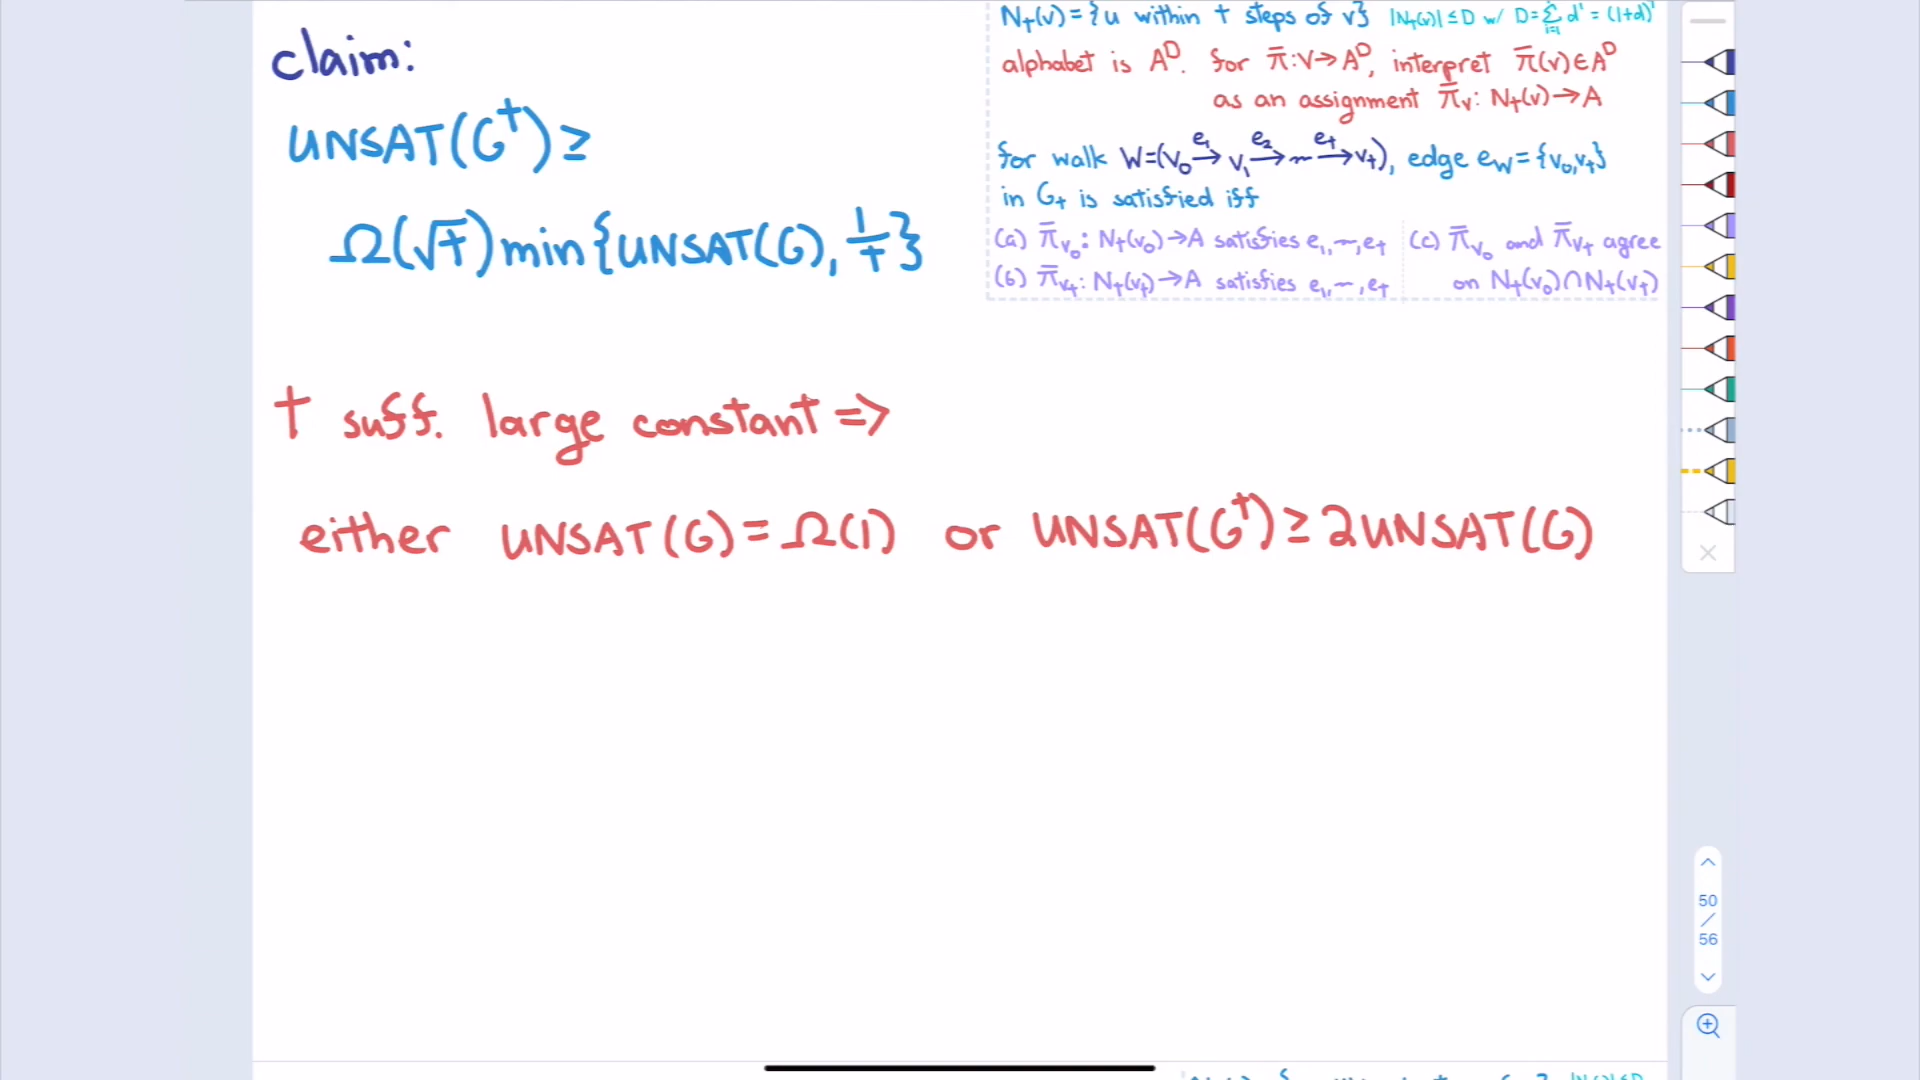 claim:
UNSAT(G^t) ≥
Ω(√t) min{UNSAT(G), 1/t}
t suff. large constant =>
either UNSAT(G) = Ω(1) or UNSAT(G^t) ≥ 2UNSAT(G)
N_t(v) = {u within t steps of v} |N_t(v)| ≤ D w/ D = Σ_{i=1}^t d^i = (1+d)^t
alphabet is A^D. for π̄: V→A^D, interpret π̄(v)∈A^D
as an assignment π̄_v: N_t(v)→A
for walk W=(v_0 →^{e_1} v_1 →^{e_2} ~ →^{e_t} v_t), edge e_W = {v_0, v_t}
in G_t is satisfied iff
(a) π̄_{v_0}: N_t(v_0)→A satisfies e_1, ~, e_t
(b) π̄_{v_t}: N_t(v_t)→A satisfies e_1, ~, e_t
(c) π̄_{v_0} and π̄_{v_t} agree
on N_t(v_0)∩N_t(v_t)
50
/
56